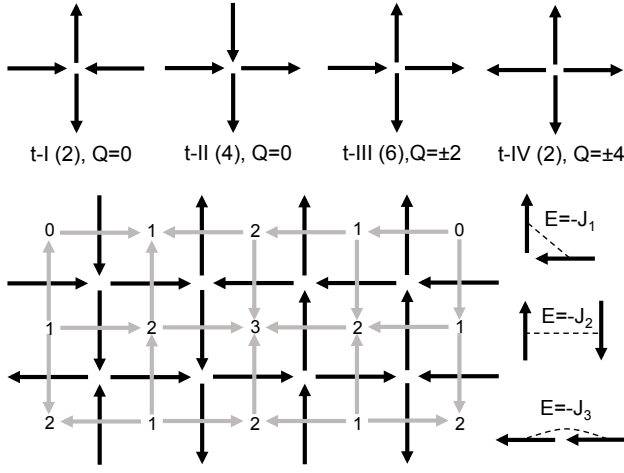 t-I (2), Q=0
t-II (4), Q=0
t-III (6),Q=±2
t-IV (2), Q=±4
0 1 2 1 0
1 2 3 2 1
2 1 2 1 2
E=-J₁
E=-J₂
E=-J₃